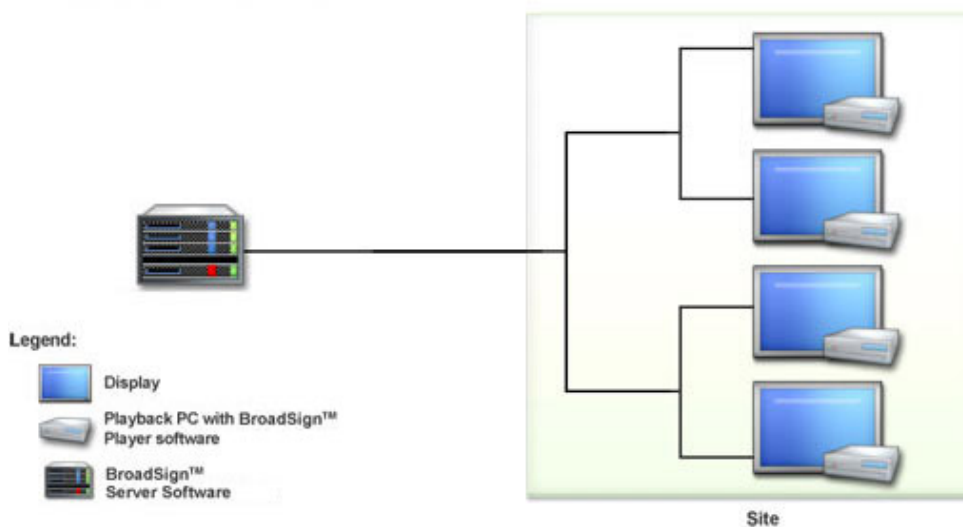 Legend:
Display
Playback PC with BroadSign™
Player software
BroadSign™
Server Software
Site